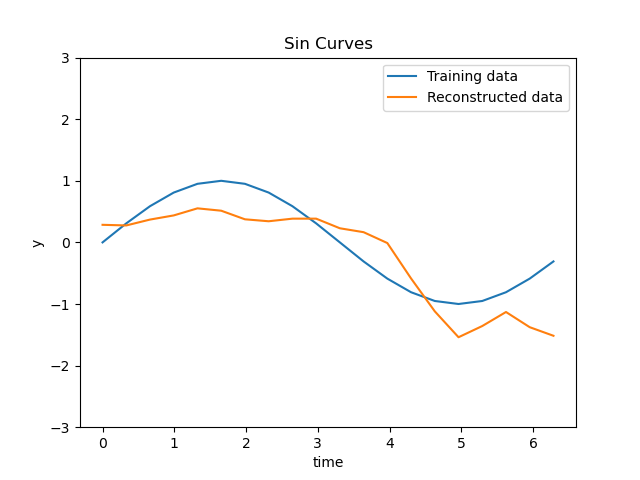 Sin Curves
Training data
Reconstructed data
3
2
1
0
−1
−2
−3
y
0 1 2 3 4 5 6
time